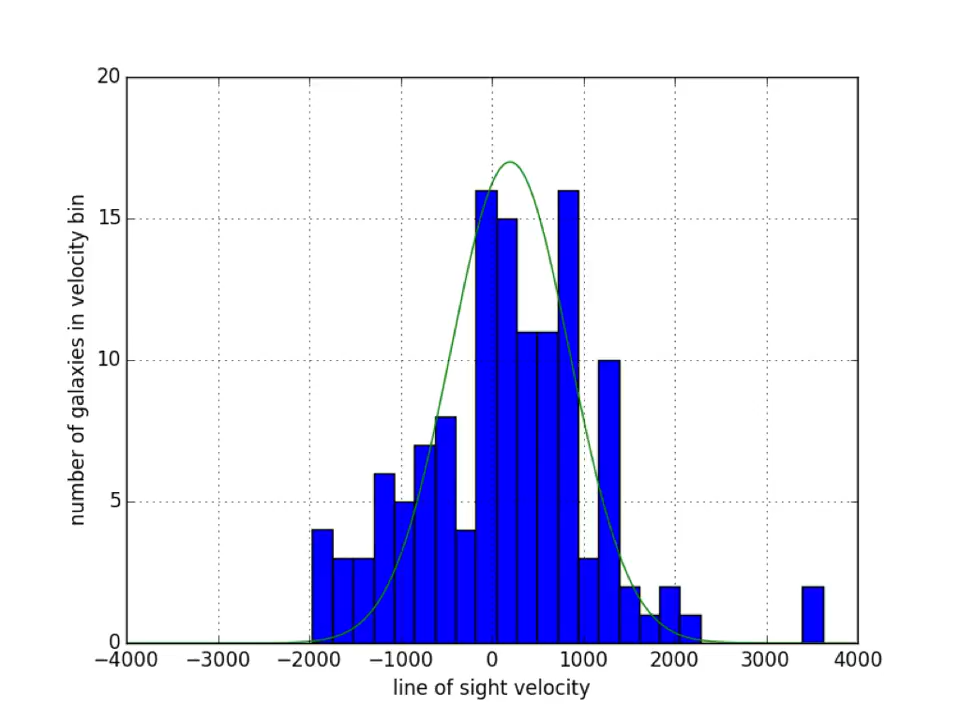 20
15
10
5
0
number of galaxies in velocity bin
−4000 −3000 −2000 −1000 0 1000 2000 3000 4000
line of sight velocity